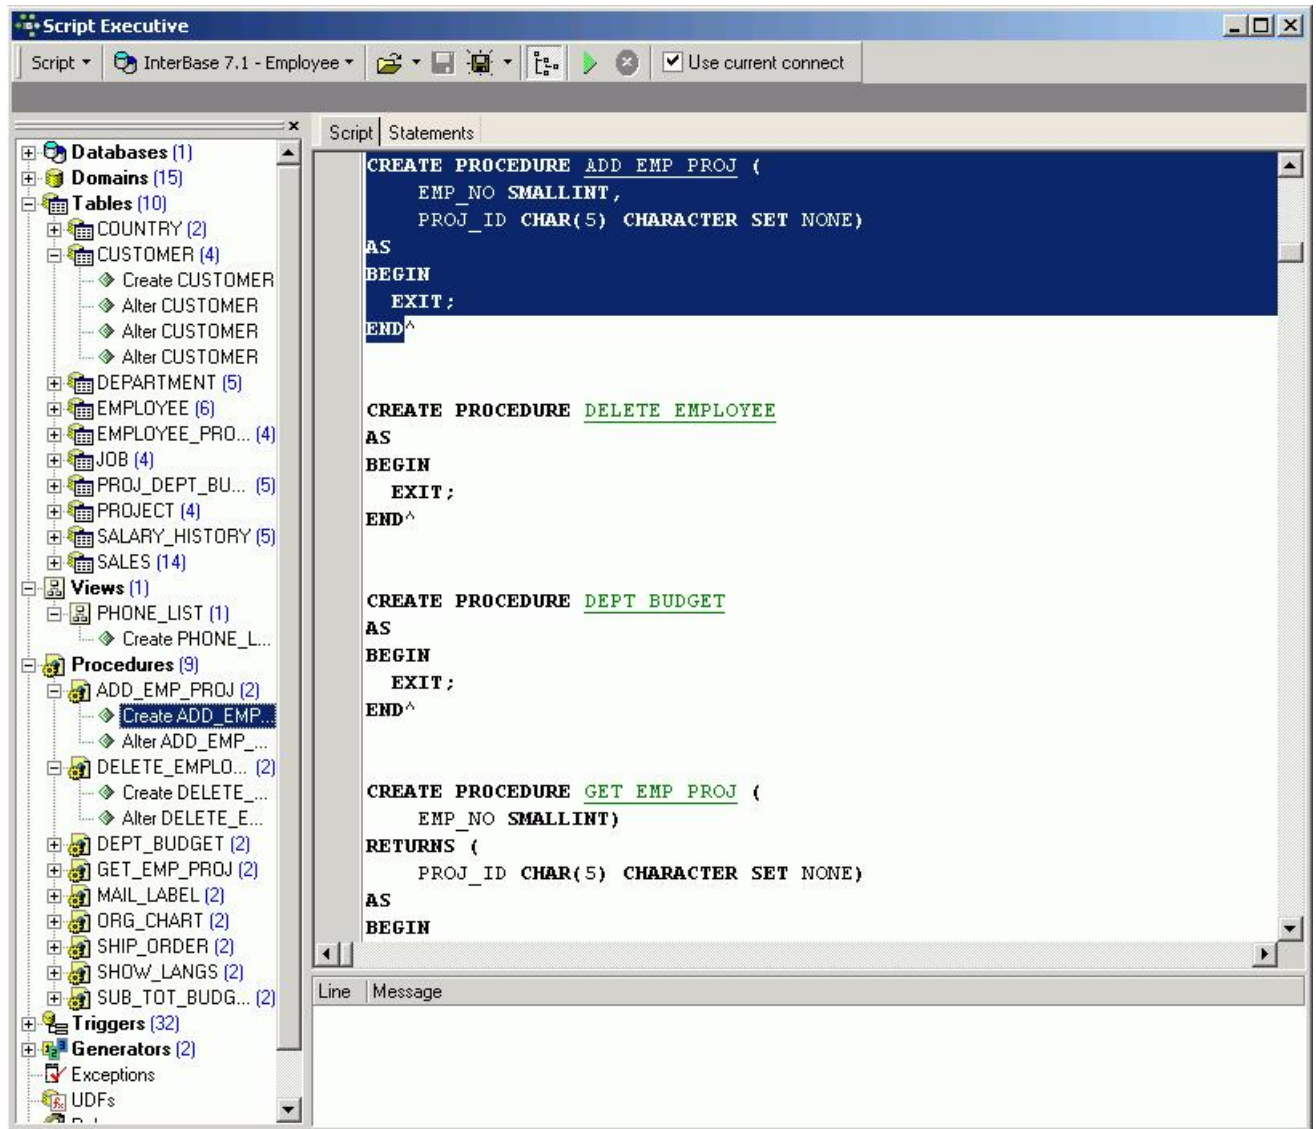 Script Executive
Script InterBase 7.1 - Employee Use current connect
Databases (1)
Domains (15)
Tables (10)
COUNTRY (2)
CUSTOMER (4)
Create CUSTOMER
Alter CUSTOMER
Alter CUSTOMER
Alter CUSTOMER
DEPARTMENT (5)
EMPLOYEE (6)
EMPLOYEE_PRO... (4)
JOB (4)
PROJ_DEPT_BU... (5)
PROJECT (4)
SALARY_HISTORY (5)
SALES (14)
Views (1)
PHONE_LIST (1)
Create PHONE_L...
Procedures (9)
ADD_EMP_PROJ (2)
Create ADD_EMP...
Alter ADD_EMP_...
DELETE_EMPLO... (2)
Create DELETE_...
Alter DELETE_E...
DEPT_BUDGET (2)
GET_EMP_PROJ (2)
MAIL_LABEL (2)
ORG_CHART (2)
SHIP_ORDER (2)
SHOW_LANGS (2)
SUB_TOT_BUDG... (2)
Triggers (32)
Generators (2)
Exceptions
UDFs
Script Statements
CREATE PROCEDURE ADD_EMP_PROJ (
EMP_NO SMALLINT,
PROJ_ID CHAR(5) CHARACTER SET NONE)
AS
BEGIN
EXIT;
END^
CREATE PROCEDURE DELETE_EMPLOYEE
AS
BEGIN
EXIT;
END^
CREATE PROCEDURE DEPT_BUDGET
AS
BEGIN
EXIT;
END^
CREATE PROCEDURE GET_EMP_PROJ (
EMP_NO SMALLINT)
RETURNS (
PROJ_ID CHAR(5) CHARACTER SET NONE)
AS
BEGIN
Line Message